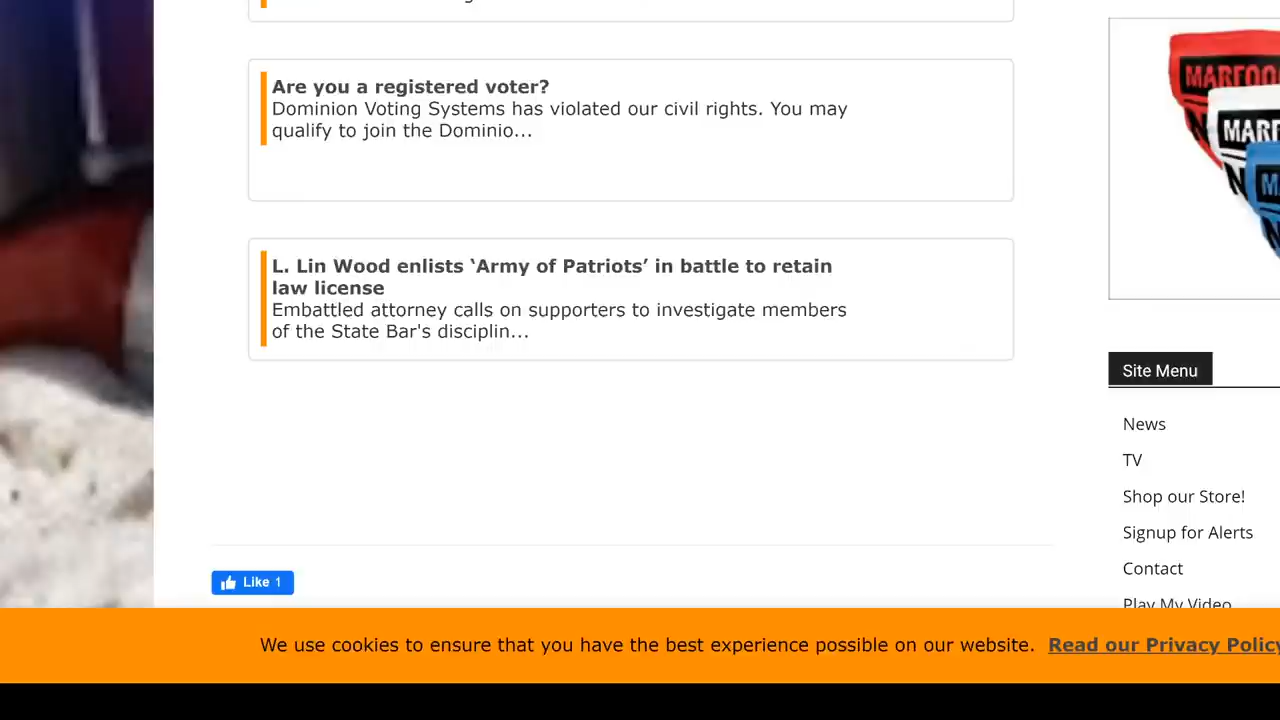 Are you a registered voter?
Dominion Voting Systems has violated our civil rights. You may
qualify to join the Dominio...
L. Lin Wood enlists ‘Army of Patriots’ in battle to retain
law license
Embattled attorney calls on supporters to investigate members
of the State Bar's disciplin...
Like 1
Site Menu
News
TV
Shop our Store!
Signup for Alerts
Contact
Play My Video
We use cookies to ensure that you have the best experience possible on our website. Read our Privacy Policy